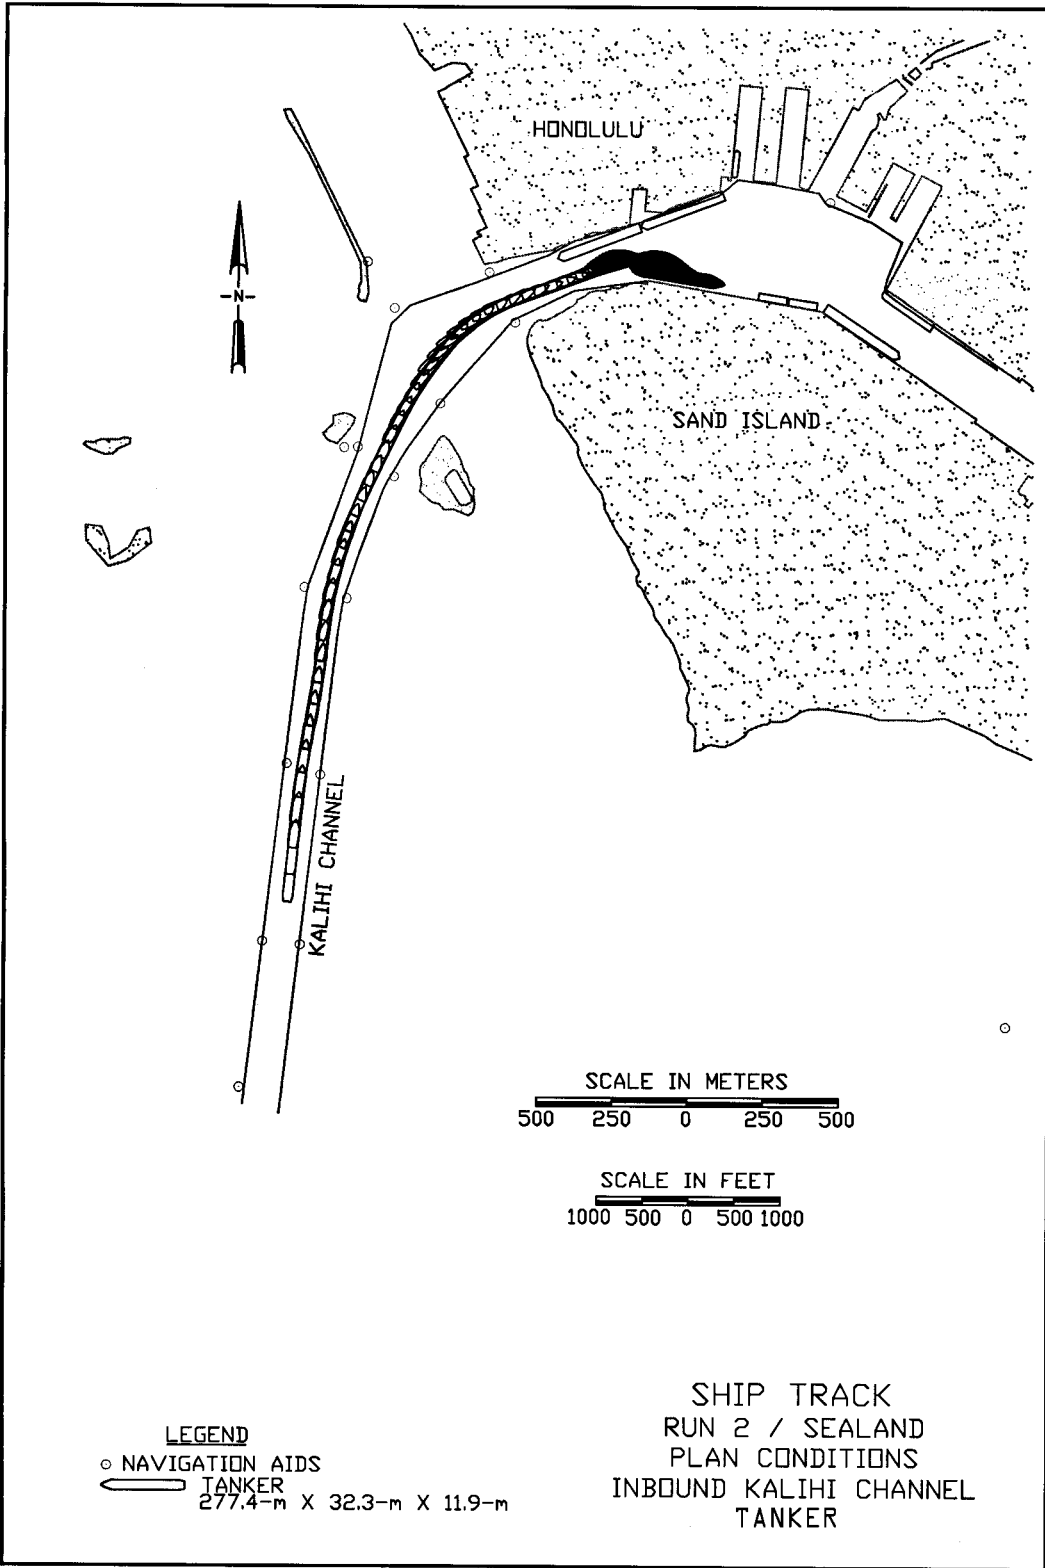 HONOLULU
-N-
SAND ISLAND
KALIHI CHANNEL
SCALE IN METERS
500 250 0 250 500
SCALE IN FEET
1000 500 0 500 1000
LEGEND
NAVIGATION AIDS
TANKER
277.4-m X 32.3-m X 11.9-m
SHIP TRACK
RUN 2 / SEALAND
PLAN CONDITIONS
INBOUND KALIHI CHANNEL
TANKER